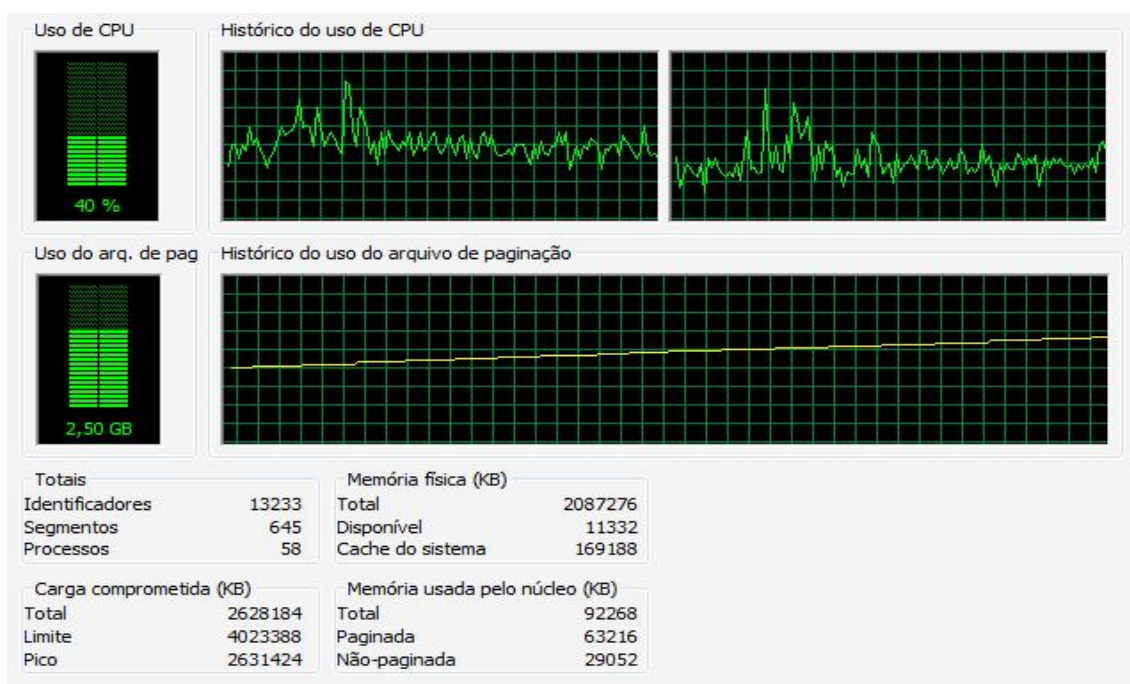 Uso de CPU
Histórico do uso de CPU
40 %
Uso do arq. de pag
Histórico do uso do arquivo de paginação
2,50 GB
Totais
Identificadores 13233
Segmentos 645
Processos 58
Memória física (KB)
Total 2087276
Disponível 11332
Cache do sistema 169188
Carga comprometida (KB)
Total 2628184
Limite 4023388
Pico 2631424
Memória usada pelo núcleo (KB)
Total 92268
Paginada 63216
Não-paginada 29052